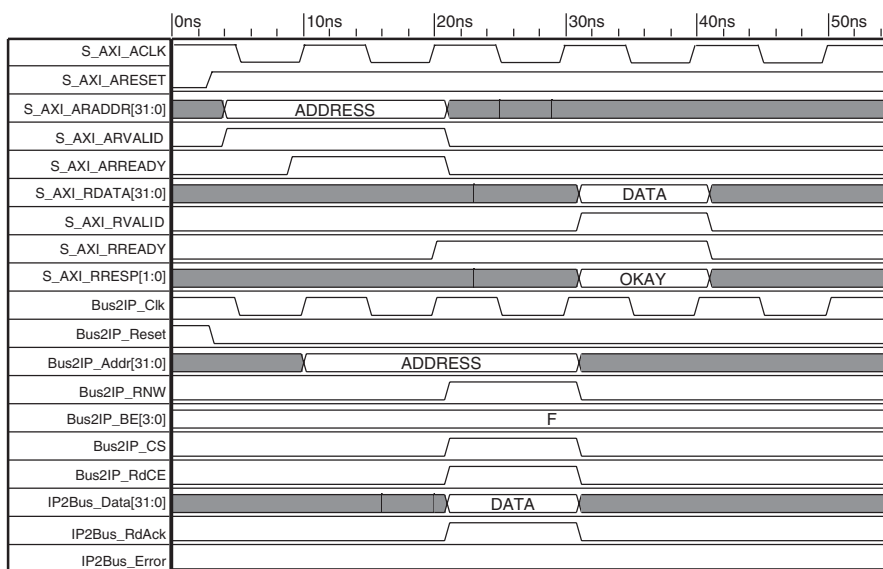 0ns 10ns 20ns 30ns 40ns 50ns
S_AXI_ACLK
S_AXI_ARESET
S_AXI_ARADDR[31:0] ADDRESS
S_AXI_ARVALID
S_AXI_ARREADY
S_AXI_RDATA[31:0] DATA
S_AXI_RVALID
S_AXI_RREADY
S_AXI_RRESP[1:0] OKAY
Bus2IP_Clk
Bus2IP_Reset
Bus2IP_Addr[31:0] ADDRESS
Bus2IP_RNW
Bus2IP_BE[3:0] F
Bus2IP_CS
Bus2IP_RdCE
IP2Bus_Data[31:0] DATA
IP2Bus_RdAck
IP2Bus_Error